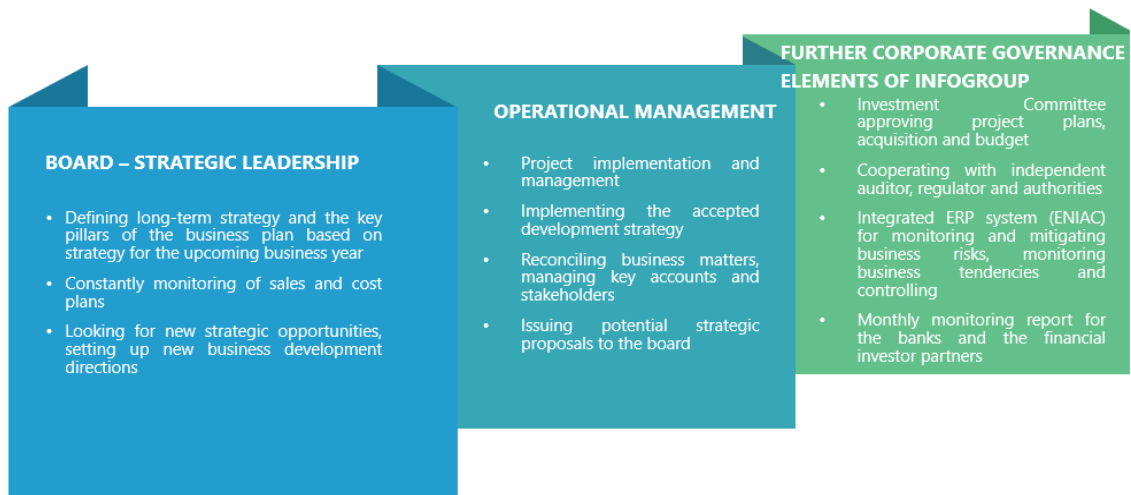 BOARD – STRATEGIC LEADERSHIP
• Defining long-term strategy and the key
pillars of the business plan based on
strategy for the upcoming business year
• Constantly monitoring of sales and cost
plans
• Looking for new strategic opportunities,
setting up new business development
directions
OPERATIONAL MANAGEMENT
• Project implementation and
management
• Implementing the accepted
development strategy
• Reconciling business matters,
managing key accounts and
stakeholders
• Issuing potential strategic
proposals to the board
FURTHER CORPORATE GOVERNANCE
ELEMENTS OF INFOGROUP
• Investment Committee
approving project plans,
acquisition and budget
• Cooperating with independent
auditor, regulator and authorities
• Integrated ERP system (ENIAC)
for monitoring and mitigating
business risks, monitoring
business tendencies and
controlling
• Monthly monitoring report for
the banks and the financial
investor partners